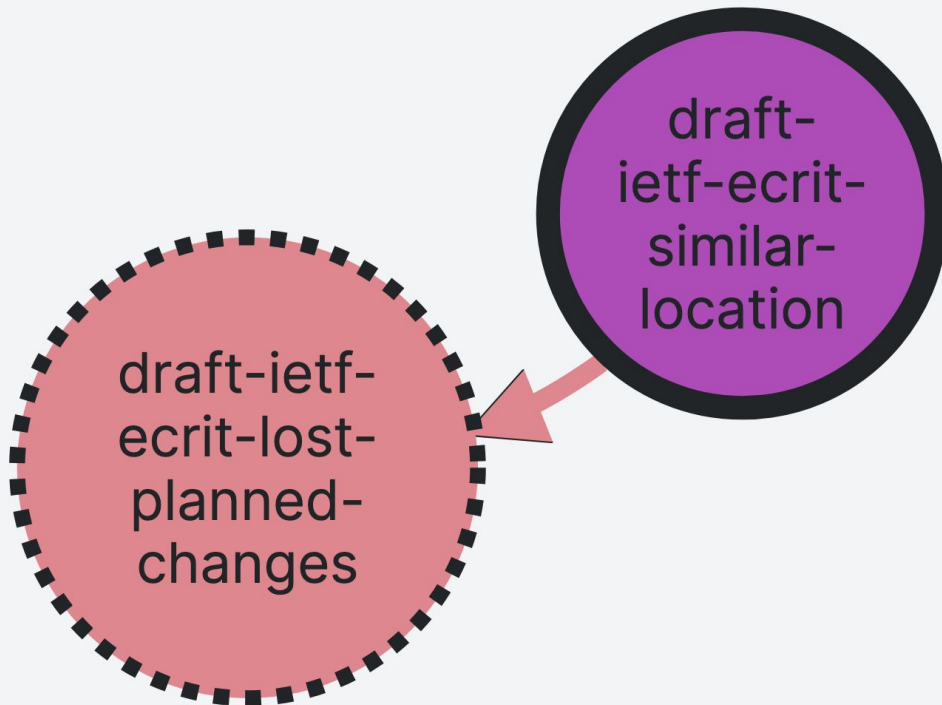 draft-
ietf-ecrit-
similar-
location
draft-ietf-
ecrit-lost-
planned-
changes